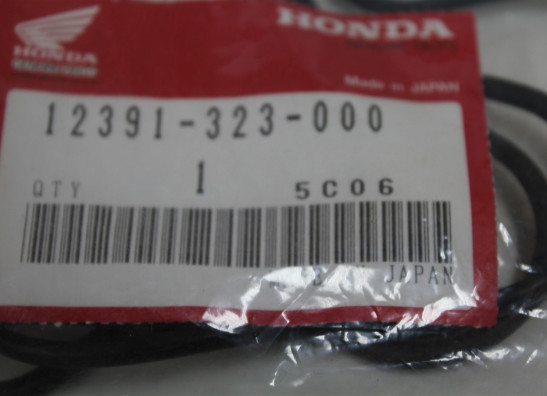 HONDA
HONDA
Made in JAPAN
12391-323-000
QTY 1 5C06
JAPAN